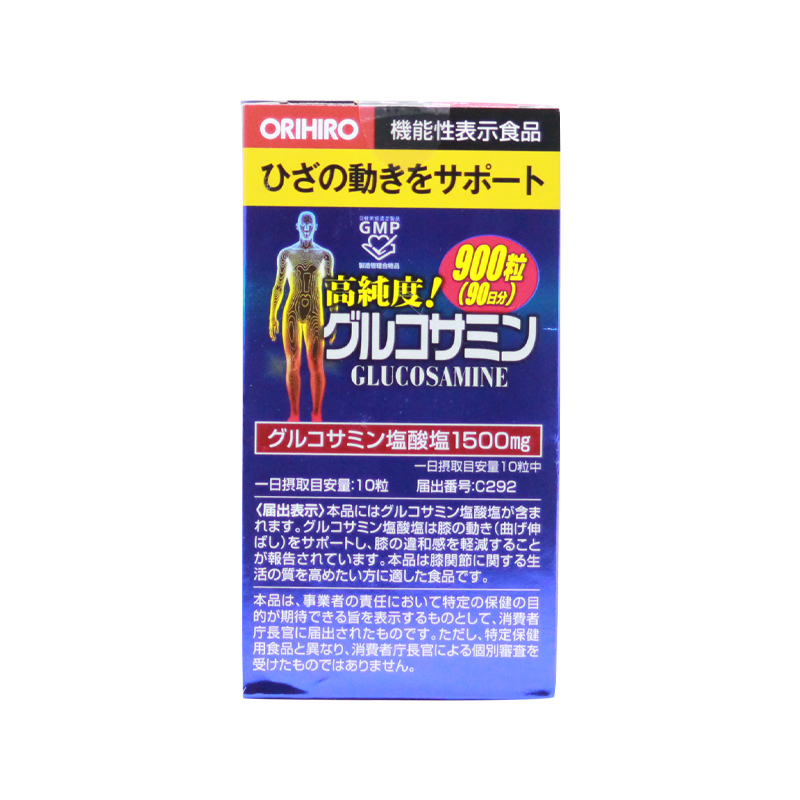 ORIHIRO
機能性表示食品
ひざの動きをサポート
GMP
製造管理合格品
900粒
(90日分)
高純度!
グルコサミン
GLUCOSAMINE
グルコサミン塩酸塩1500mg
一日摂取目安量10粒中
一日摂取目安量:10粒 届出番号:C292
〈届出表示〉本品にはグルコサミン塩酸塩が含ま
れます。グルコサミン塩酸塩は膝の動き(曲げ伸
ばし)をサポートし、膝の違和感を軽減すること
が報告されています。本品は膝関節に関する生
活の質を高めたい方に適した食品です。
本品は、事業者の責任において特定の保健の目
的が期待できる旨を表示するものとして、消費者
庁長官に届出されたものです。ただし、特定保健
用食品と異なり、消費者庁長官による個別審査を
受けたものではありません。